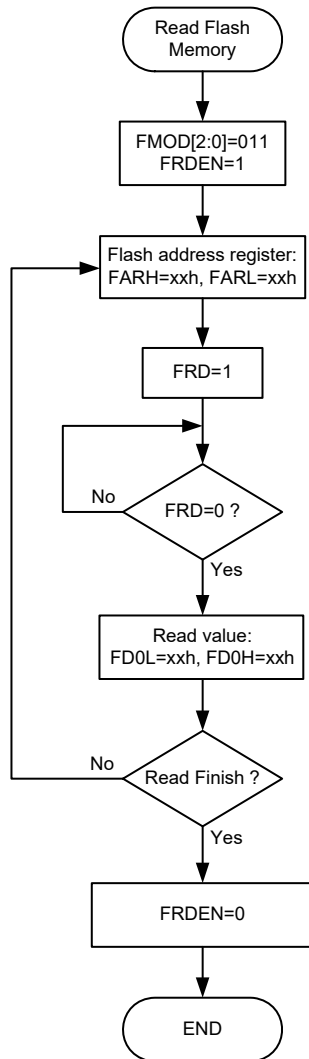 Read Flash
Memory
FMOD[2:0]=011
FRDEN=1
Flash address register:
FARH=xxh, FARL=xxh
FRD=1
No
FRD=0 ?
Yes
Read value:
FD0L=xxh, FD0H=xxh
No
Read Finish ?
Yes
FRDEN=0
END